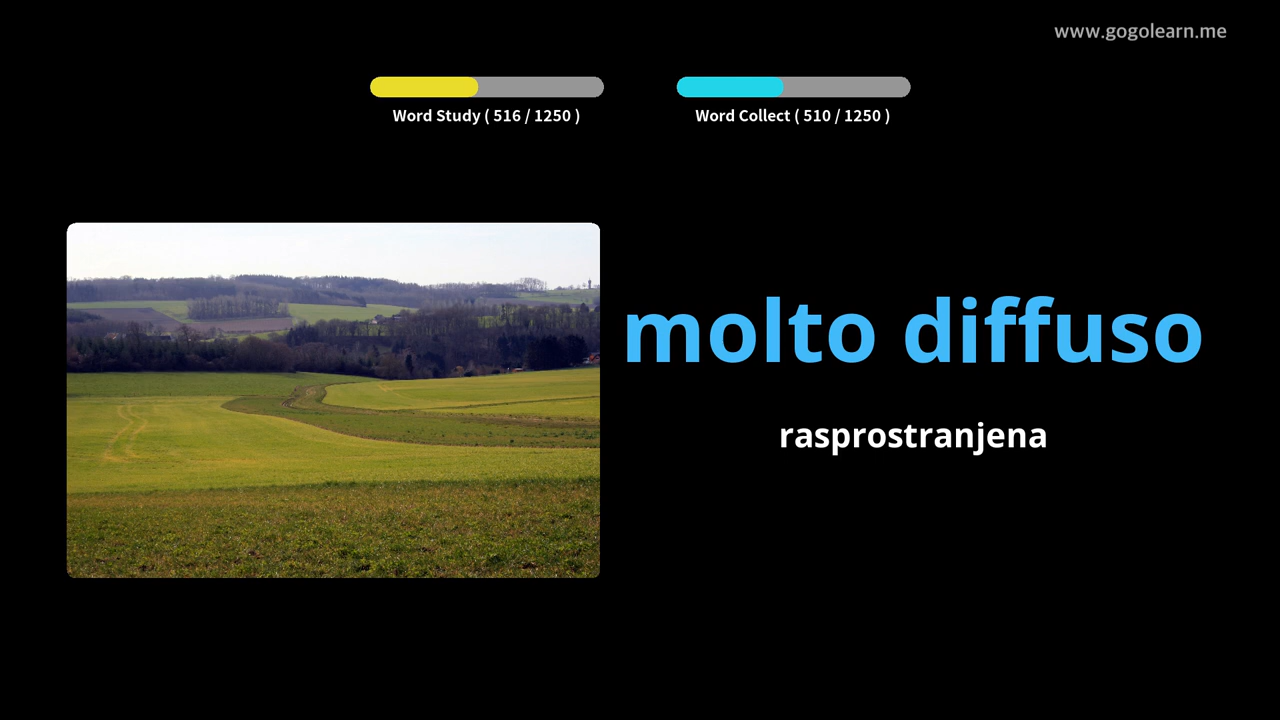 www.gogolearn.me
Word Study ( 516 / 1250 )
Word Collect ( 510 / 1250 )
molto diffuso
rasprostranjena